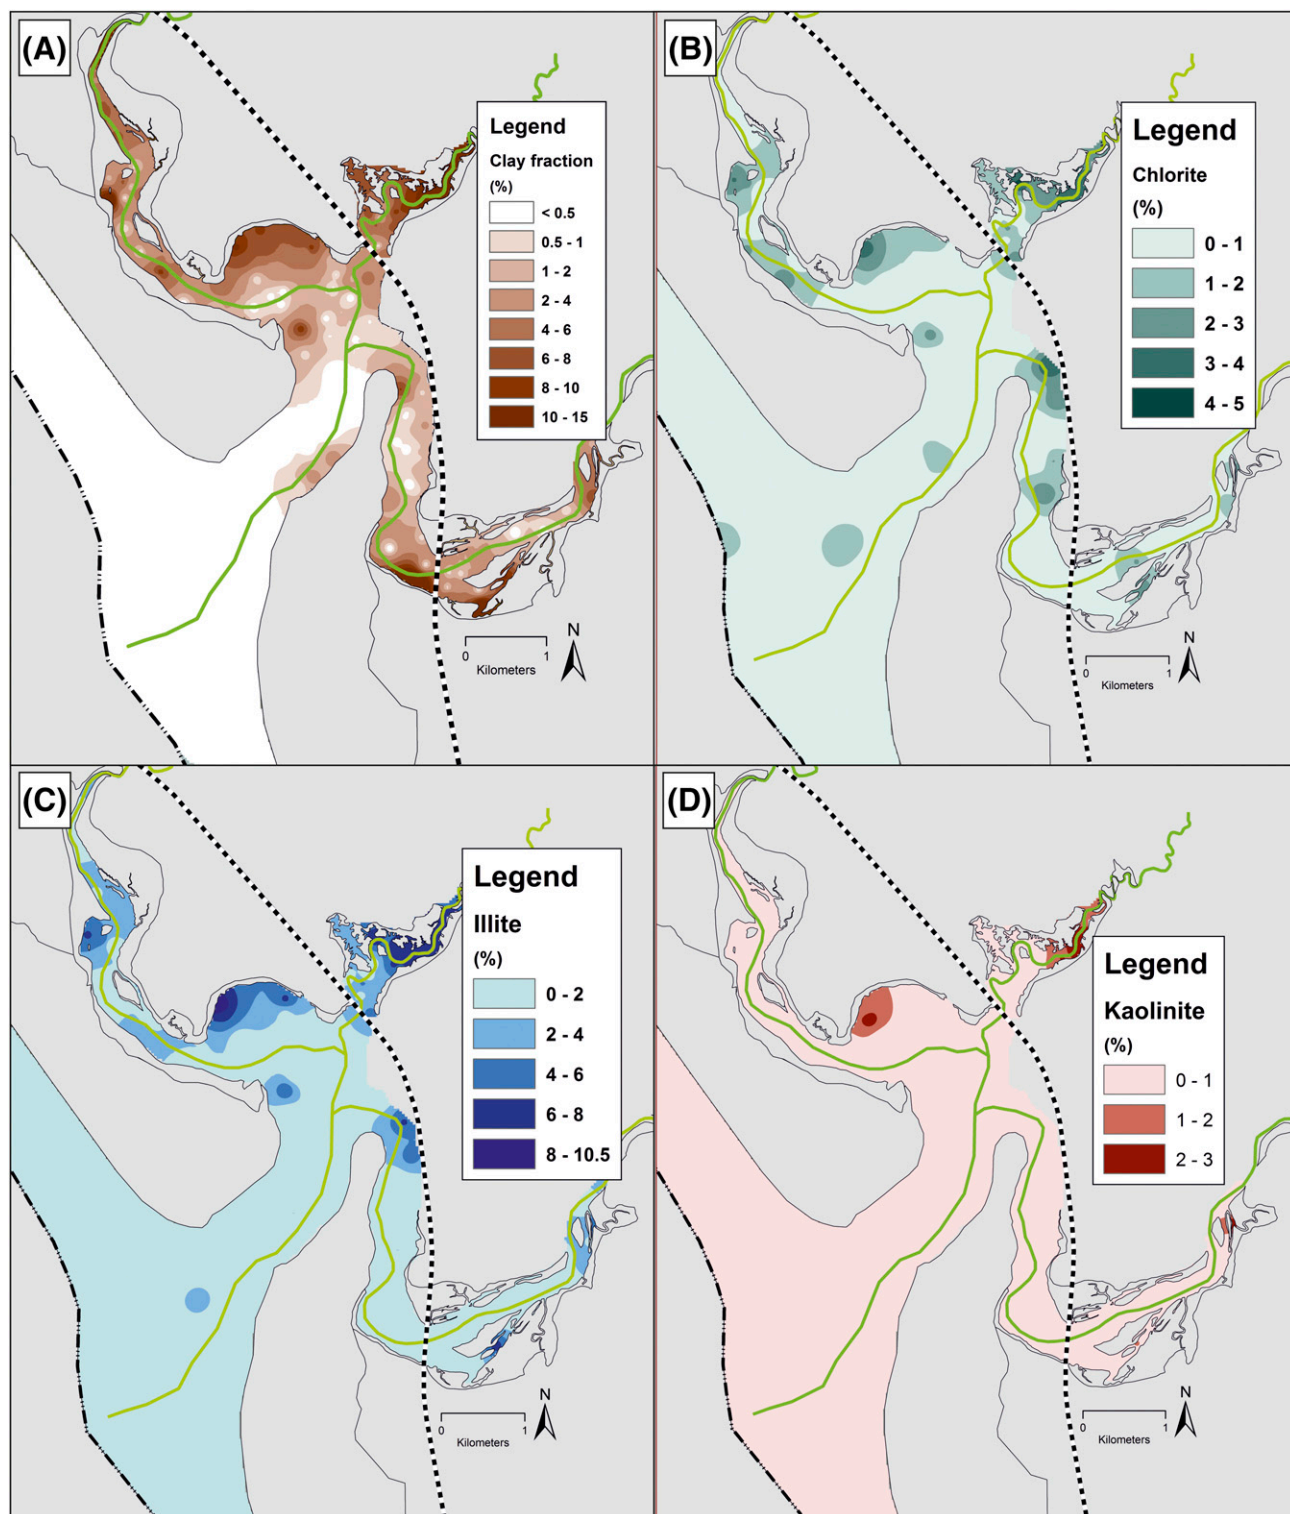 (A)
Legend
Clay fraction
(%)
< 0.5
0.5 - 1
1 - 2
2 - 4
4 - 6
6 - 8
8 - 10
10 - 15
N
0 1
Kilometers
(B)
Legend
Chlorite
(%)
0 - 1
1 - 2
2 - 3
3 - 4
4 - 5
N
0 1
Kilometers
(C)
Legend
Illite
(%)
0 - 2
2 - 4
4 - 6
6 - 8
8 - 10.5
N
0 1
Kilometers
(D)
Legend
Kaolinite
(%)
0 - 1
1 - 2
2 - 3
N
0 1
Kilometers